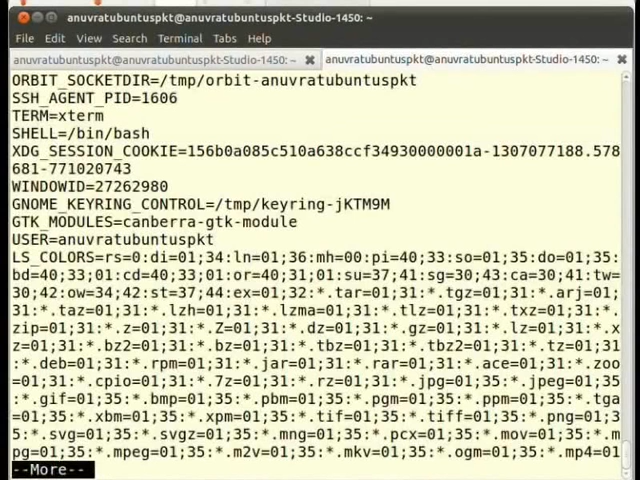 anuvratubuntuspkt@anuvratubuntuspkt-Studio-1450: ~
File Edit View Search Terminal Tabs Help
anuvratubuntuspkt@anuvratubuntuspkt-Studio-1450: ~ anuvratubuntuspkt@anuvratubuntuspkt-Studio-1450: ~
ORBIT_SOCKETDIR=/tmp/orbit-anuvratubuntuspkt
SSH_AGENT_PID=1606
TERM=xterm
SHELL=/bin/bash
XDG_SESSION_COOKIE=156b0a085c510a638ccf34930000001a-1307077188.578
681-771020743
WINDOWID=27262980
GNOME_KEYRING_CONTROL=/tmp/keyring-jKTM9M
GTK_MODULES=canberra-gtk-module
USER=anuvratubuntuspkt
LS_COLORS=rs=0:di=01;34:ln=01;36:mh=00:pi=40;33:so=01;35:do=01;35:
bd=40;33;01:cd=40;33;01:or=40;31;01:su=37;41:sg=30;43:ca=30;41:tw=
30;42:ow=34;42:st=37;44:ex=01;32:*.tar=01;31:*.tgz=01;31:*.arj=01;
31:*.taz=01;31:*.lzh=01;31:*.lzma=01;31:*.tlz=01;31:*.txz=01;31:*.
zip=01;31:*.z=01;31:*.Z=01;31:*.dz=01;31:*.gz=01;31:*.lz=01;31:*.x
z=01;31:*.bz2=01;31:*.bz=01;31:*.tbz=01;31:*.tbz2=01;31:*.tz=01;31
:*.deb=01;31:*.rpm=01;31:*.jar=01;31:*.rar=01;31:*.ace=01;31:*.zoo
=01;31:*.cpio=01;31:*.7z=01;31:*.rz=01;31:*.jpg=01;35:*.jpeg=01;35
:*.gif=01;35:*.bmp=01;35:*.pbm=01;35:*.pgm=01;35:*.ppm=01;35:*.tga
=01;35:*.xbm=01;35:*.xpm=01;35:*.tif=01;35:*.tiff=01;35:*.png=01;3
5:*.svg=01;35:*.svgz=01;35:*.mng=01;35:*.pcx=01;35:*.mov=01;35:*.m
pg=01;35:*.mpeg=01;35:*.m2v=01;35:*.mkv=01;35:*.ogm=01;35:*.mp4=01
--More--